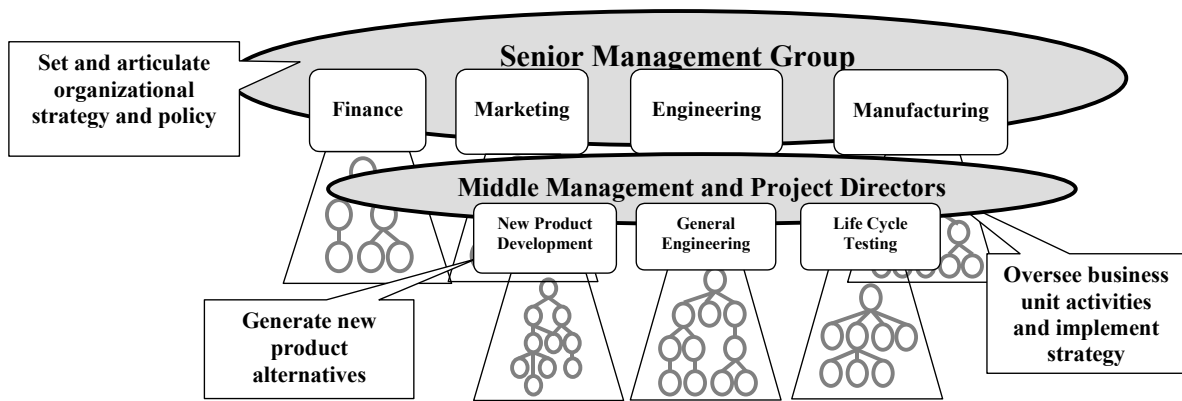 Senior Management Group
Set and articulate
organizational
strategy and policy
Finance
Marketing
Engineering
Manufacturing
Middle Management and Project Directors
New Product
Development
General
Engineering
Life Cycle
Testing
Generate new
product
alternatives
Oversee business
unit activities
and implement
strategy